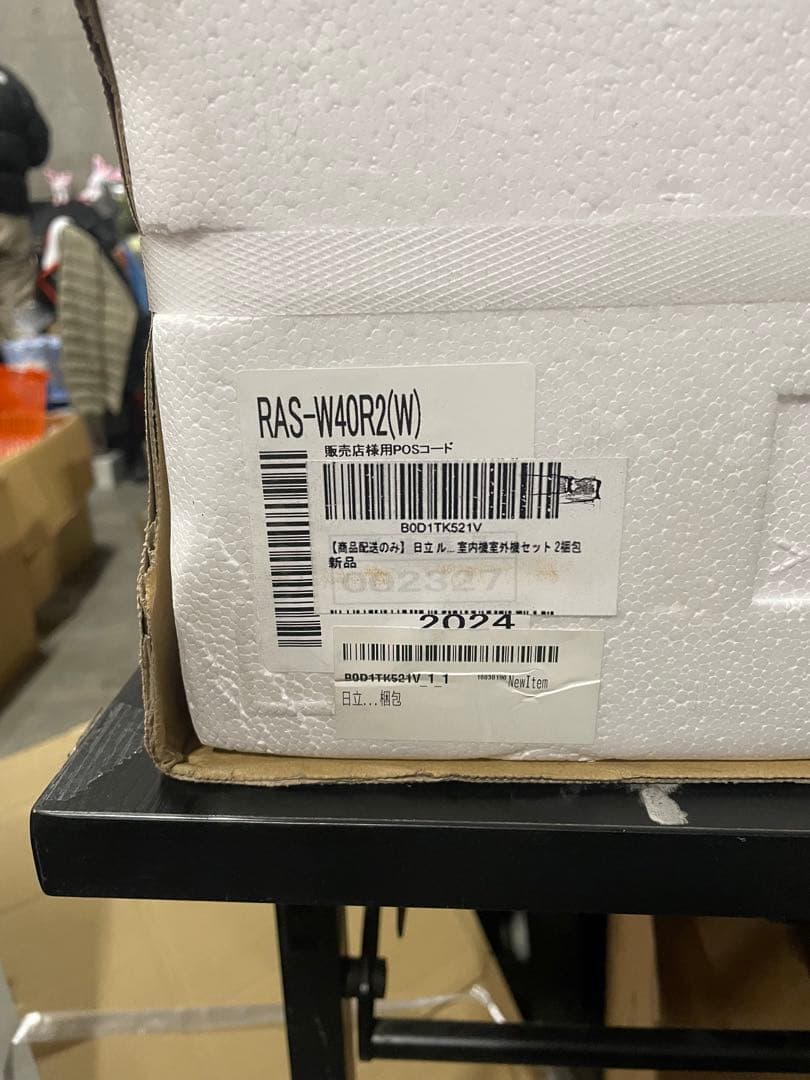 RAS-W40R2(W)
販売店様用POSコード
B0D1TK521V
【商品配送のみ】 日立 ル... 室内機室外機セット 2梱包
新品
002327
2024
B0D1TK521V_1_1
NewItem
日立...梱包